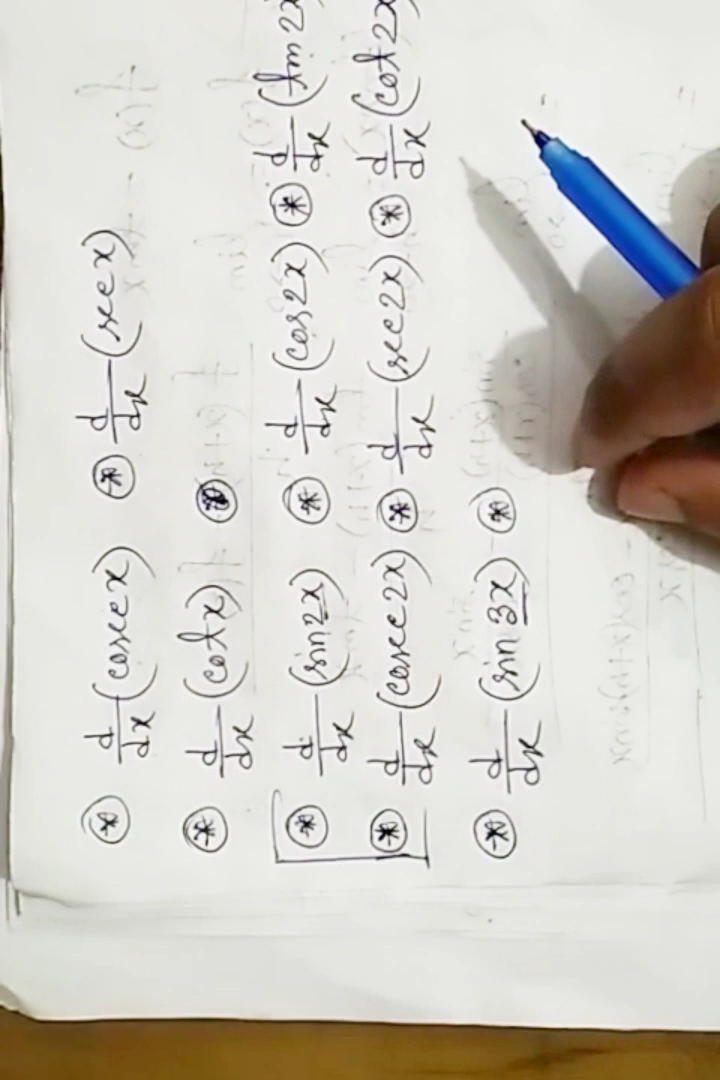 ⊛ d/dx (cosec x) ⊛ d/dx (sec x)
⊛ d/dx (cot x) ⊛
⊛ d/dx (sin 2x) ⊛ d/dx (cos 2x) ⊛ d/dx (tan 2x
⊛ d/dx (cosec 2x) ⊛ d/dx (sec 2x) ⊛ d/dx (cot 2x)
⊛ d/dx (sin 3x) ⊛